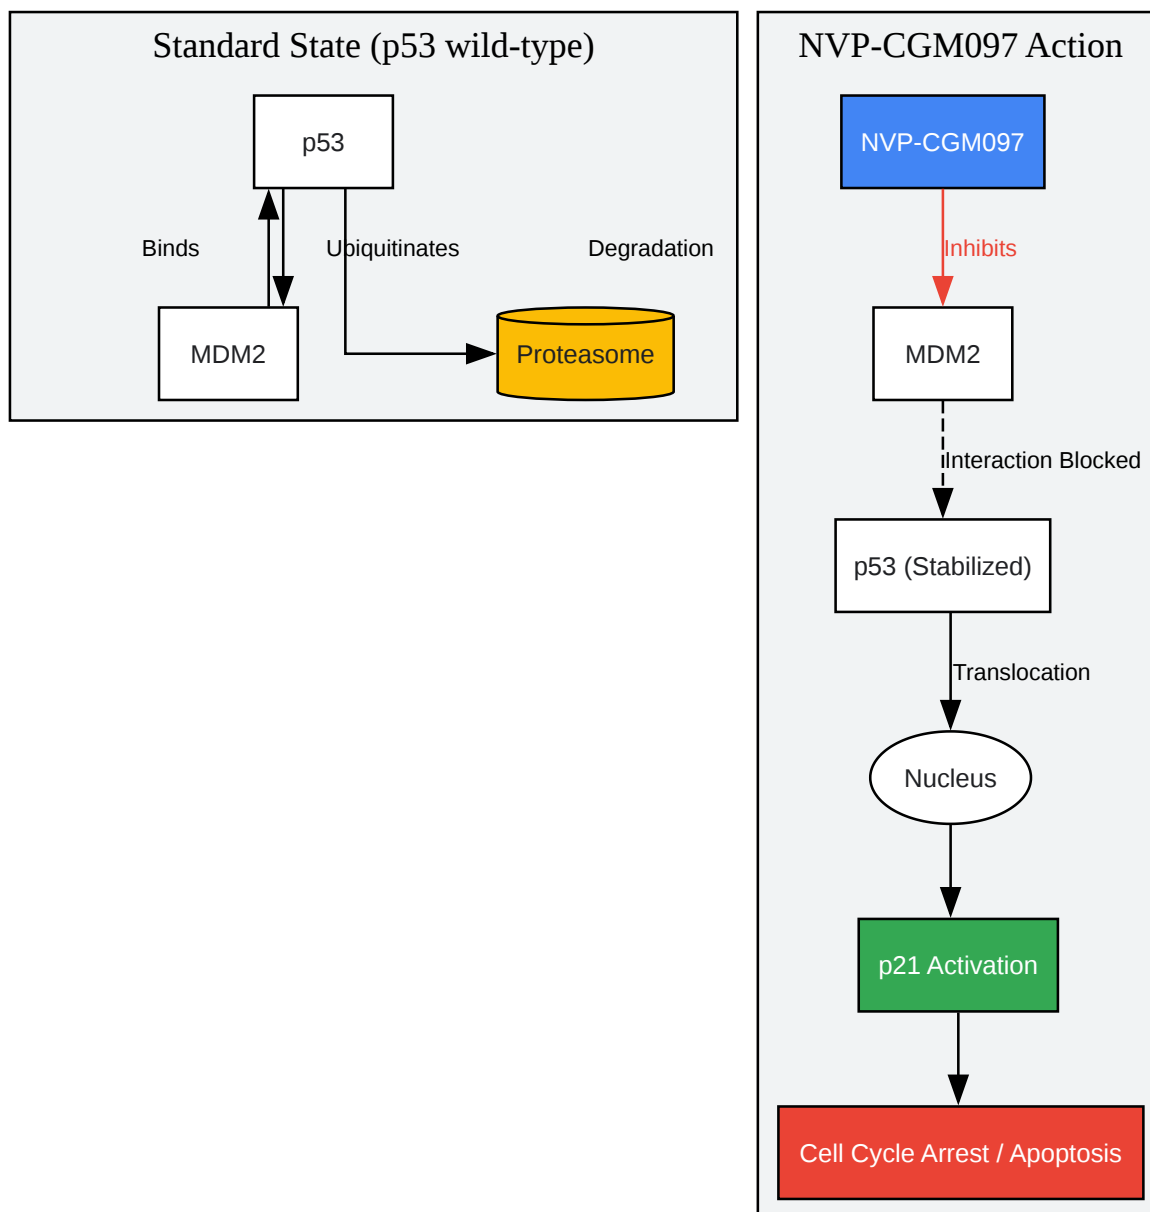 Standard State (p53 wild-type)
p53
Binds
Ubiquitinates
Degradation
MDM2
Proteasome
NVP-CGM097 Action
NVP-CGM097
Inhibits
MDM2
Interaction Blocked
p53 (Stabilized)
Translocation
Nucleus
p21 Activation
Cell Cycle Arrest / Apoptosis